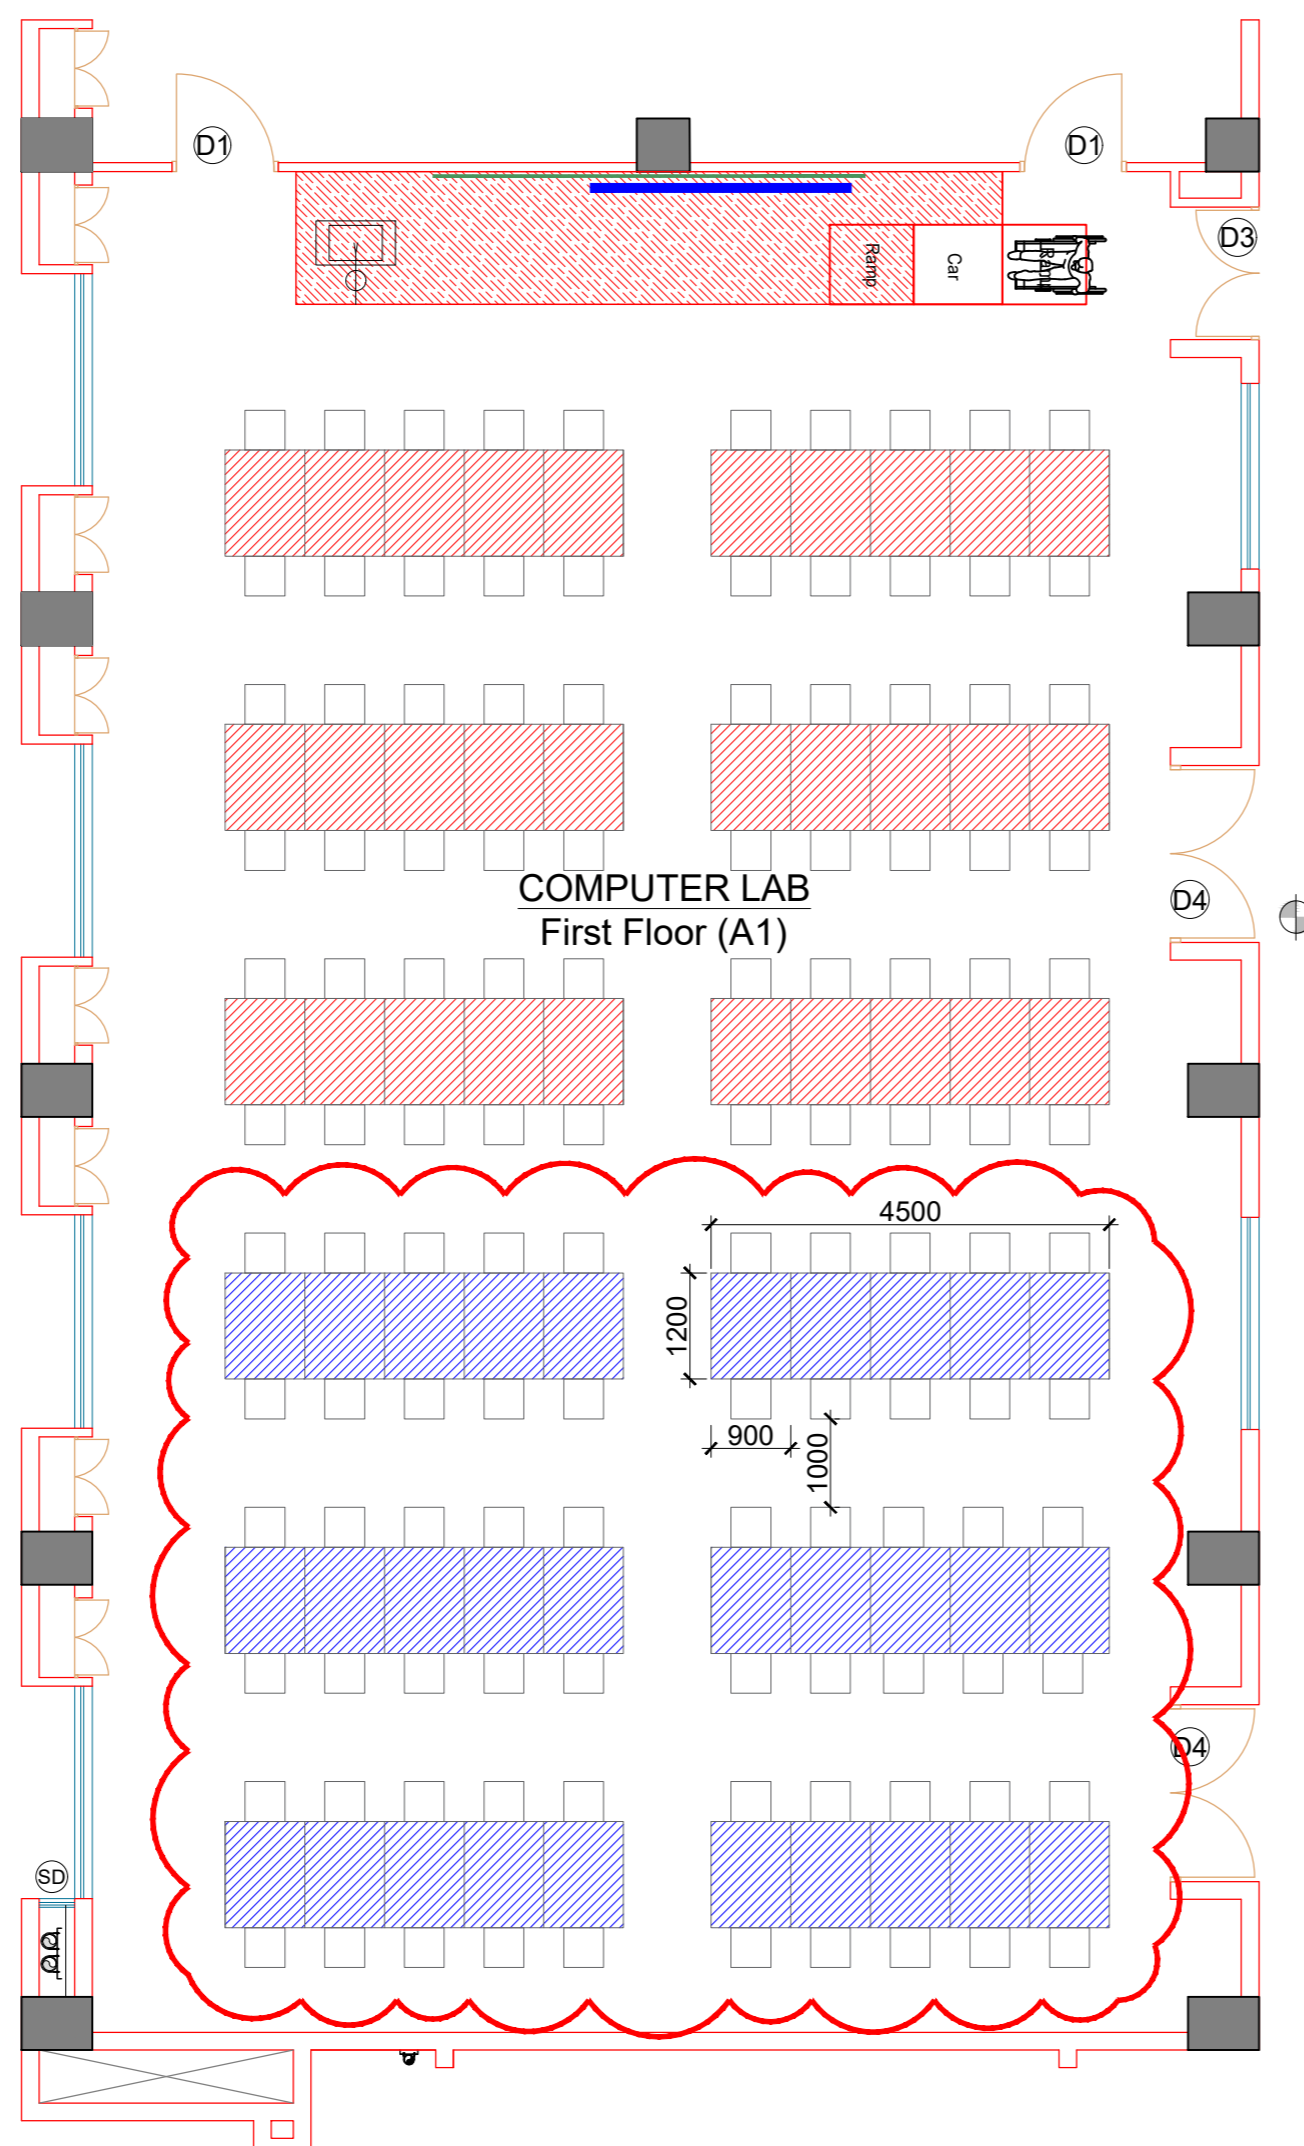 D1
D1
D3
Ramp
Car
Ramp
COMPUTER LAB
First Floor (A1)
D4
4500
1200
900
1000
D4
SD